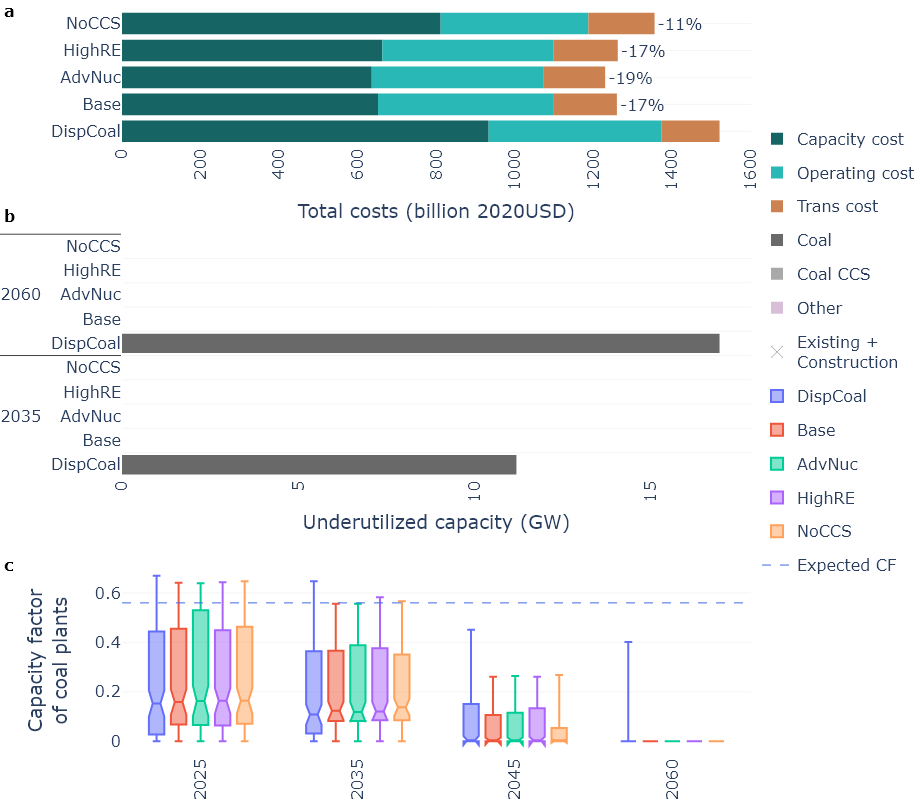 a
NoCCS
-11%
HighRE
-17%
AdvNuc
-19%
Base
-17%
DispCoal
0
200
400
600
800
1000
1200
1400
1600
Total costs (billion 2020USD)
b
NoCCS
HighRE
2060
AdvNuc
Base
DispCoal
NoCCS
HighRE
2035
AdvNuc
Base
DispCoal
0
5
10
15
Underutilized capacity (GW)
c
Capacity factor
of coal plants
0.6
0.4
0.2
0
2025
2035
2045
2060
Capacity cost
Operating cost
Trans cost
Coal
Coal CCS
Other
Existing +
Construction
DispCoal
Base
AdvNuc
HighRE
NoCCS
Expected CF